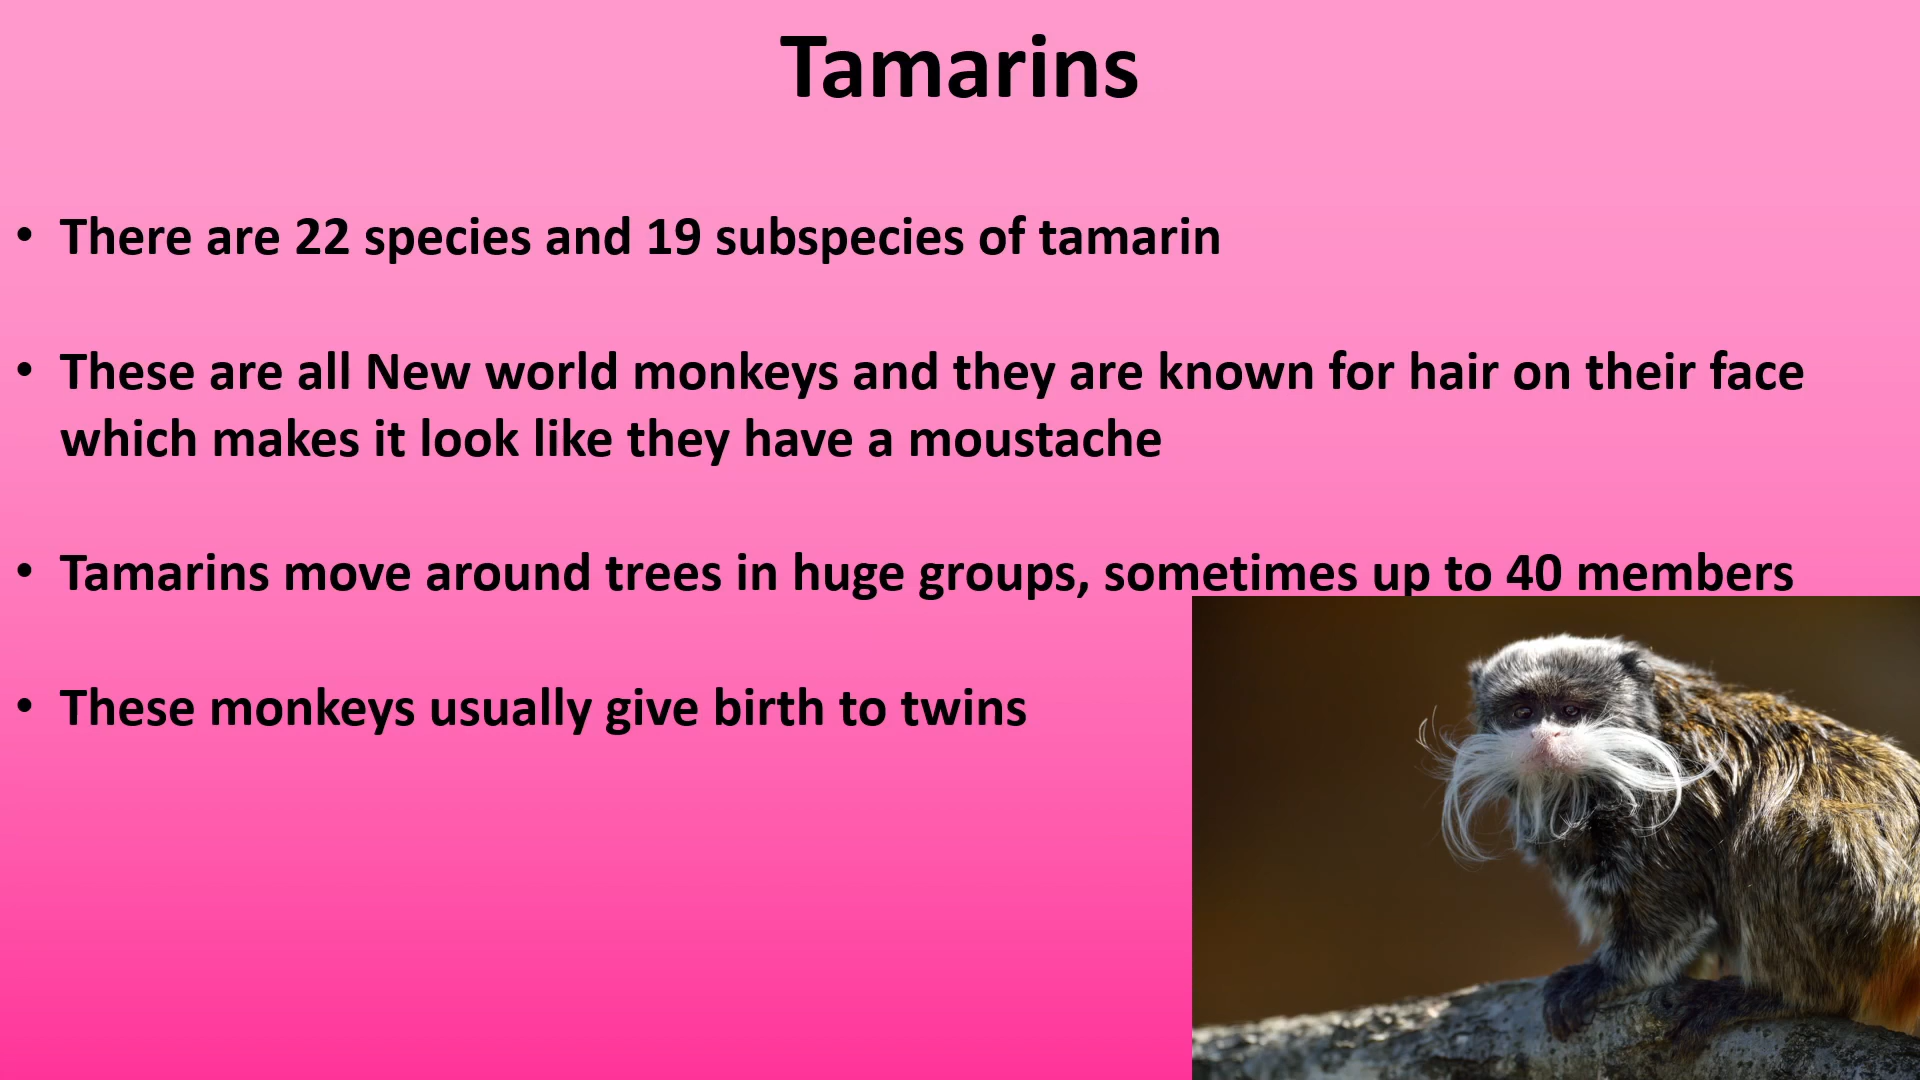 Tamarins
• There are 22 species and 19 subspecies of tamarin
• These are all New world monkeys and they are known for hair on their face
which makes it look like they have a moustache
• Tamarins move around trees in huge groups, sometimes up to 40 members
• These monkeys usually give birth to twins